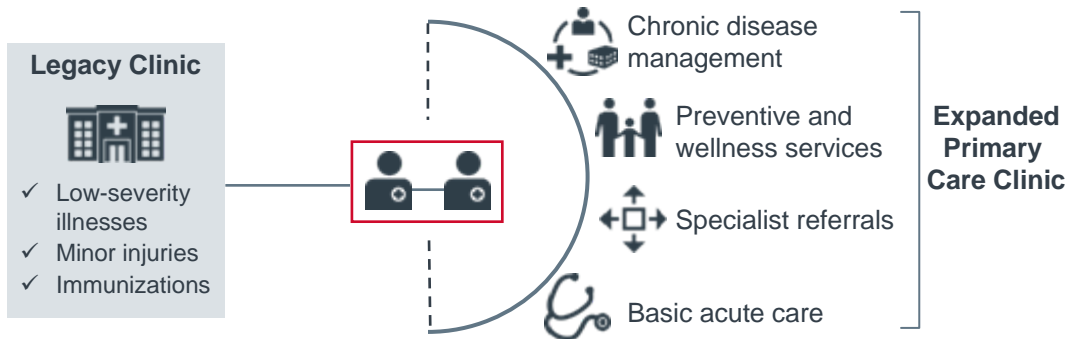 Legacy Clinic
✓ Low-severity
illnesses
✓ Minor injuries
✓ Immunizations
Chronic disease
management
Preventive and
wellness services
Specialist referrals
Basic acute care
Expanded
Primary
Care Clinic